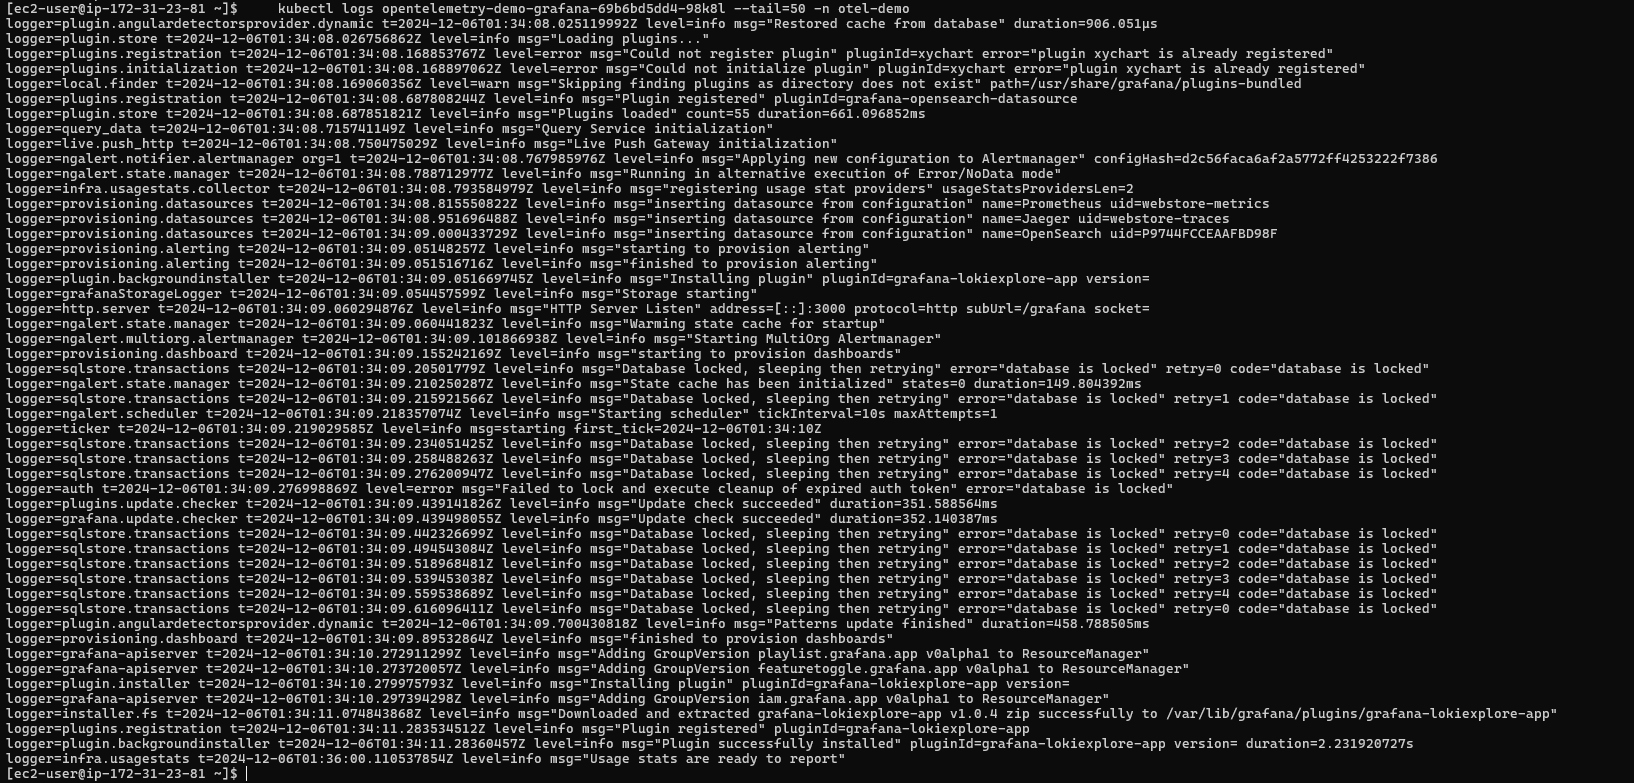 [ec2-user@ip-172-31-23-81 ~]$     kubectl logs opentelemetry-demo-grafana-69b6bd5dd4-98k8l --tail=50 -n otel-demo
logger=plugin.angulardetectorsprovider.dynamic t=2024-12-06T01:34:08.025119992Z level=info msg="Restored cache from database" duration=906.051µs
logger=plugin.store t=2024-12-06T01:34:08.026756862Z level=info msg="Loading plugins..."
logger=plugins.registration t=2024-12-06T01:34:08.168853767Z level=error msg="Could not register plugin" pluginId=xychart error="plugin xychart is already registered"
logger=plugins.initialization t=2024-12-06T01:34:08.168897062Z level=error msg="Could not initialize plugin" pluginId=xychart error="plugin xychart is already registered"
logger=local.finder t=2024-12-06T01:34:08.169060356Z level=warn msg="Skipping finding plugins as directory does not exist" path=/usr/share/grafana/plugins-bundled
logger=plugins.registration t=2024-12-06T01:34:08.687808244Z level=info msg="Plugin registered" pluginId=grafana-opensearch-datasource
logger=plugin.store t=2024-12-06T01:34:08.687851821Z level=info msg="Plugins loaded" count=55 duration=661.096852ms
logger=query_data t=2024-12-06T01:34:08.715741149Z level=info msg="Query Service initialization"
logger=live.push_http t=2024-12-06T01:34:08.750475029Z level=info msg="Live Push Gateway initialization"
logger=ngalert.notifier.alertmanager org=1 t=2024-12-06T01:34:08.767985976Z level=info msg="Applying new configuration to Alertmanager" configHash=d2c56faca6af2a5772ff4253222f7386
logger=ngalert.state.manager t=2024-12-06T01:34:08.788712977Z level=info msg="Running in alternative execution of Error/NoData mode"
logger=infra.usagestats.collector t=2024-12-06T01:34:08.793584979Z level=info msg="registering usage stat providers" usageStatsProvidersLen=2
logger=provisioning.datasources t=2024-12-06T01:34:08.815550822Z level=info msg="inserting datasource from configuration" name=Prometheus uid=webstore-metrics
logger=provisioning.datasources t=2024-12-06T01:34:08.951696488Z level=info msg="inserting datasource from configuration" name=Jaeger uid=webstore-traces
logger=provisioning.datasources t=2024-12-06T01:34:09.000433729Z level=info msg="inserting datasource from configuration" name=OpenSearch uid=P9744FCCEAAFBD98F
logger=provisioning.alerting t=2024-12-06T01:34:09.05148257Z level=info msg="starting to provision alerting"
logger=provisioning.alerting t=2024-12-06T01:34:09.051516716Z level=info msg="finished to provision alerting"
logger=plugin.backgroundinstaller t=2024-12-06T01:34:09.051669745Z level=info msg="Installing plugin" pluginId=grafana-lokiexplore-app version=
logger=grafanaStorageLogger t=2024-12-06T01:34:09.054457599Z level=info msg="Storage starting"
logger=http.server t=2024-12-06T01:34:09.060294876Z level=info msg="HTTP Server Listen" address=[::]:3000 protocol=http subUrl=/grafana socket=
logger=ngalert.state.manager t=2024-12-06T01:34:09.060441823Z level=info msg="Warming state cache for startup"
logger=ngalert.multiorg.alertmanager t=2024-12-06T01:34:09.101866938Z level=info msg="Starting MultiOrg Alertmanager"
logger=provisioning.dashboard t=2024-12-06T01:34:09.155242169Z level=info msg="starting to provision dashboards"
logger=sqlstore.transactions t=2024-12-06T01:34:09.20501779Z level=info msg="Database locked, sleeping then retrying" error="database is locked" retry=0 code="database is locked"
logger=ngalert.state.manager t=2024-12-06T01:34:09.210250287Z level=info msg="State cache has been initialized" states=0 duration=149.804392ms
logger=sqlstore.transactions t=2024-12-06T01:34:09.215921566Z level=info msg="Database locked, sleeping then retrying" error="database is locked" retry=1 code="database is locked"
logger=ngalert.scheduler t=2024-12-06T01:34:09.218357074Z level=info msg="Starting scheduler" tickInterval=10s maxAttempts=1
logger=ticker t=2024-12-06T01:34:09.219029585Z level=info msg=starting first_tick=2024-12-06T01:34:10Z
logger=sqlstore.transactions t=2024-12-06T01:34:09.234051425Z level=info msg="Database locked, sleeping then retrying" error="database is locked" retry=2 code="database is locked"
logger=sqlstore.transactions t=2024-12-06T01:34:09.258488263Z level=info msg="Database locked, sleeping then retrying" error="database is locked" retry=3 code="database is locked"
logger=sqlstore.transactions t=2024-12-06T01:34:09.276200947Z level=info msg="Database locked, sleeping then retrying" error="database is locked" retry=4 code="database is locked"
logger=auth t=2024-12-06T01:34:09.276998869Z level=error msg="Failed to lock and execute cleanup of expired auth token" error="database is locked"
logger=plugins.update.checker t=2024-12-06T01:34:09.439141826Z level=info msg="Update check succeeded" duration=351.588564ms
logger=grafana.update.checker t=2024-12-06T01:34:09.439498055Z level=info msg="Update check succeeded" duration=352.140387ms
logger=sqlstore.transactions t=2024-12-06T01:34:09.442326699Z level=info msg="Database locked, sleeping then retrying" error="database is locked" retry=0 code="database is locked"
logger=sqlstore.transactions t=2024-12-06T01:34:09.494543084Z level=info msg="Database locked, sleeping then retrying" error="database is locked" retry=1 code="database is locked"
logger=sqlstore.transactions t=2024-12-06T01:34:09.518968481Z level=info msg="Database locked, sleeping then retrying" error="database is locked" retry=2 code="database is locked"
logger=sqlstore.transactions t=2024-12-06T01:34:09.539453038Z level=info msg="Database locked, sleeping then retrying" error="database is locked" retry=3 code="database is locked"
logger=sqlstore.transactions t=2024-12-06T01:34:09.559538689Z level=info msg="Database locked, sleeping then retrying" error="database is locked" retry=4 code="database is locked"
logger=sqlstore.transactions t=2024-12-06T01:34:09.616096411Z level=info msg="Database locked, sleeping then retrying" error="database is locked" retry=0 code="database is locked"
logger=plugin.angulardetectorsprovider.dynamic t=2024-12-06T01:34:09.700430818Z level=info msg="Patterns update finished" duration=458.788505ms
logger=provisioning.dashboard t=2024-12-06T01:34:09.89532864Z level=info msg="finished to provision dashboards"
logger=grafana-apiserver t=2024-12-06T01:34:10.272911299Z level=info msg="Adding GroupVersion playlist.grafana.app v0alpha1 to ResourceManager"
logger=grafana-apiserver t=2024-12-06T01:34:10.273720057Z level=info msg="Adding GroupVersion featuretoggle.grafana.app v0alpha1 to ResourceManager"
logger=plugin.installer t=2024-12-06T01:34:10.279975793Z level=info msg="Installing plugin" pluginId=grafana-lokiexplore-app version=
logger=grafana-apiserver t=2024-12-06T01:34:10.297394298Z level=info msg="Adding GroupVersion iam.grafana.app v0alpha1 to ResourceManager"
logger=installer.fs t=2024-12-06T01:34:11.074843868Z level=info msg="Downloaded and extracted grafana-lokiexplore-app v1.0.4 zip successfully to /var/lib/grafana/plugins/grafana-lokiexplore-app"
logger=plugins.registration t=2024-12-06T01:34:11.283534512Z level=info msg="Plugin registered" pluginId=grafana-lokiexplore-app
logger=plugin.backgroundinstaller t=2024-12-06T01:34:11.28360457Z level=info msg="Plugin successfully installed" pluginId=grafana-lokiexplore-app version= duration=2.231920727s
logger=infra.usagestats t=2024-12-06T01:36:00.110537854Z level=info msg="Usage stats are ready to report"
[ec2-user@ip-172-31-23-81 ~]$